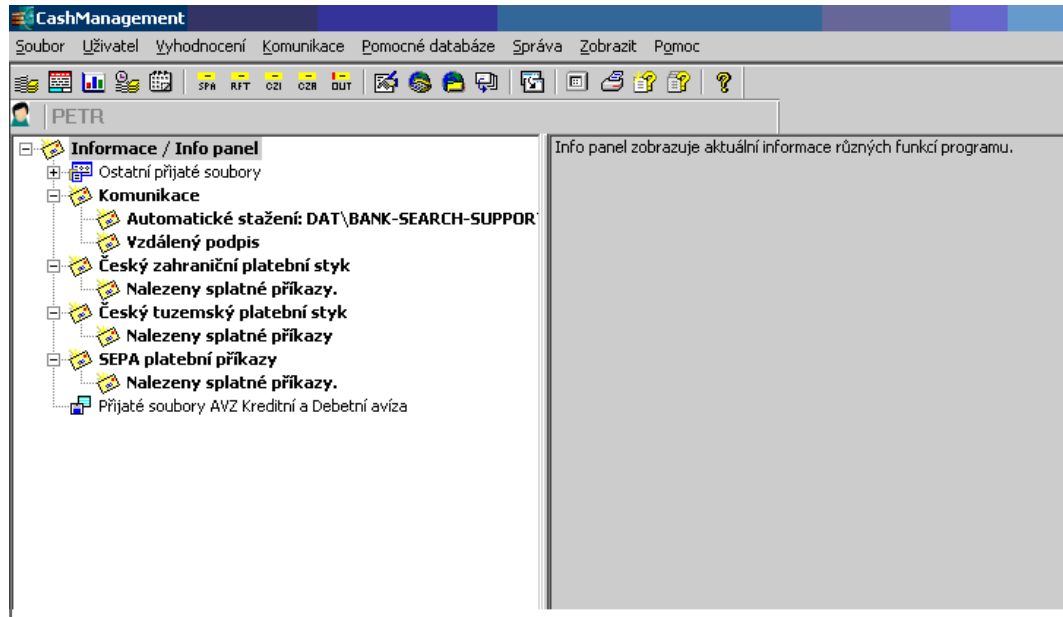 CashManagement
Soubor Uživatel Vyhodnocení Komunikace Pomocné databáze Správa Zobrazit Pomoc
SPA RFT CZI CZA OUT
PETR
Informace / Info panel
Info panel zobrazuje aktuální informace různých funkcí programu.
Ostatní přijaté soubory
Komunikace
Automatické stažení: DAT\BANK-SEARCH-SUPPOR
Vzdálený podpis
Český zahraniční platební styk
Nalezeny splatné příkazy.
Český tuzemský platební styk
Nalezeny splatné příkazy
SEPA platební příkazy
Nalezeny splatné příkazy.
Přijaté soubory AVZ Kreditní a Debetní avíza